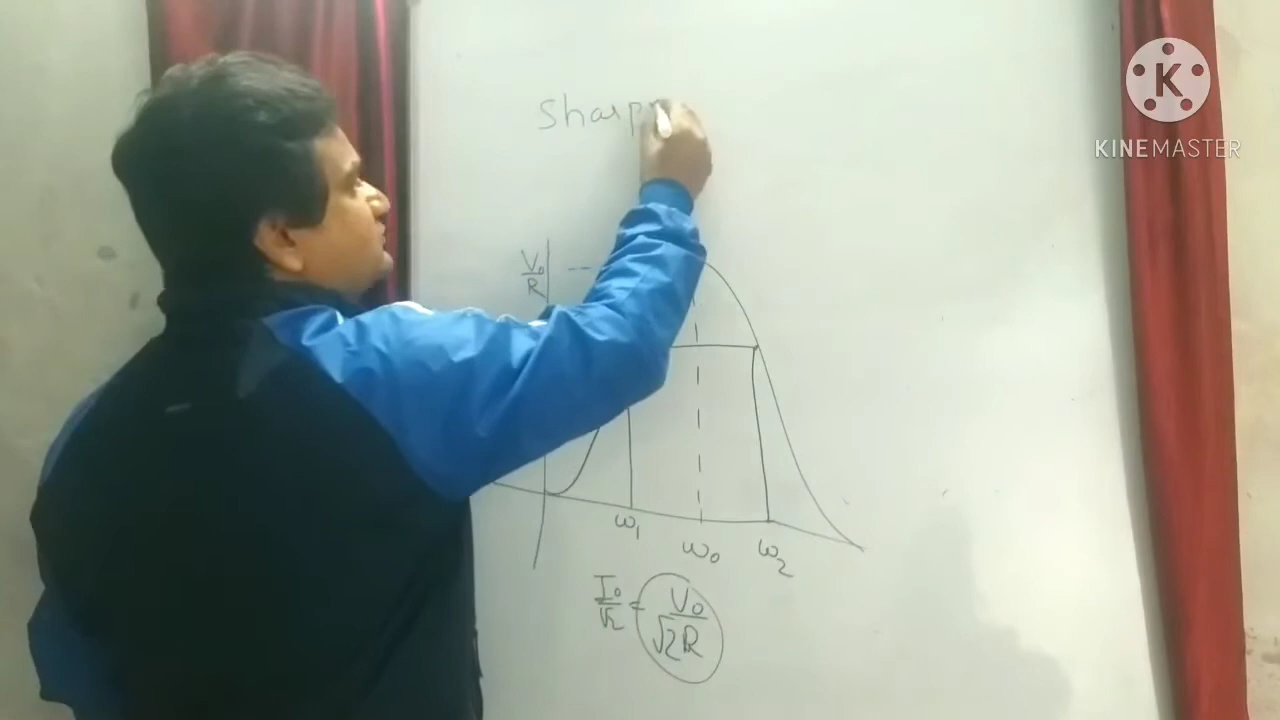 Sharp
V₀/R
ω₁ ω₀ ω₂
I₀/√2 = V₀/√2R
K
KINEMASTER